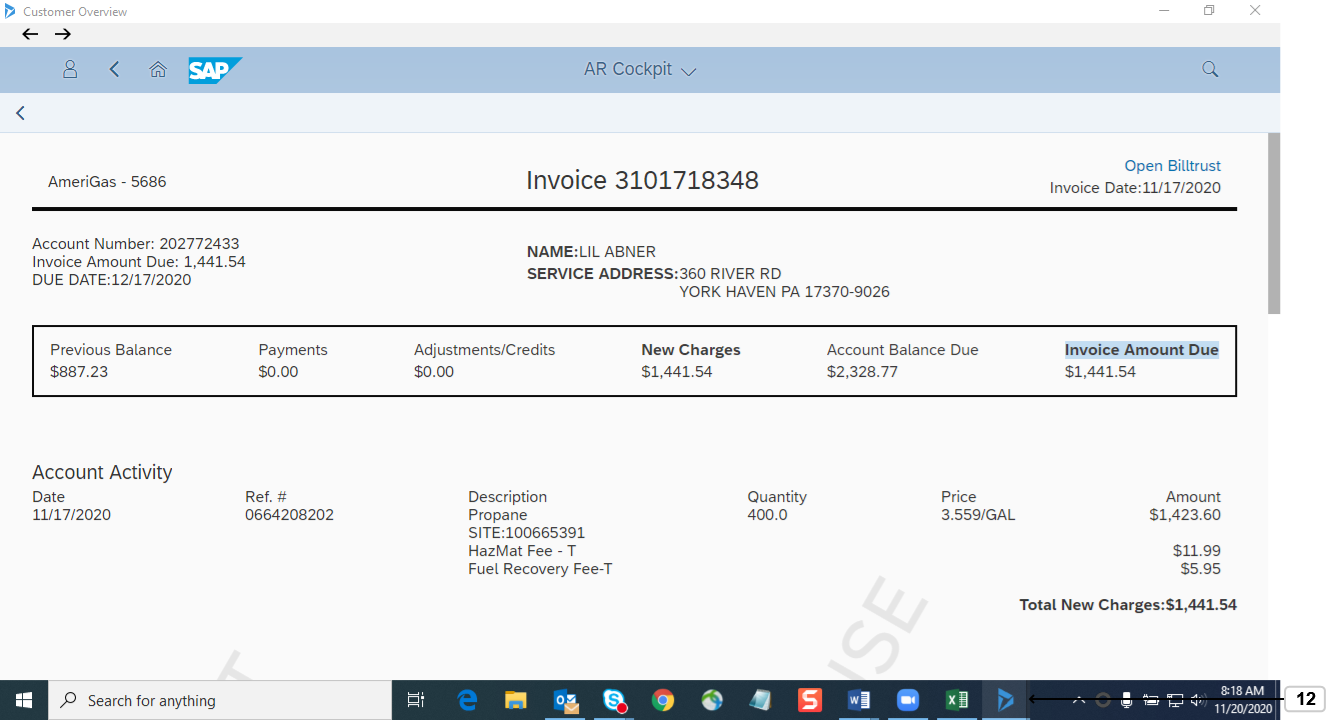 Customer Overview
SAP
AR Cockpit
Open Billtrust
AmeriGas - 5686
Invoice 3101718348
Invoice Date:11/17/2020
Account Number: 202772433
Invoice Amount Due: 1,441.54
DUE DATE:12/17/2020
NAME:LIL ABNER
SERVICE ADDRESS:360 RIVER RD
YORK HAVEN PA 17370-9026
Previous Balance Payments Adjustments/Credits New Charges Account Balance Due Invoice Amount Due
$887.23 $0.00 $0.00 $1,441.54 $2,328.77 $1,441.54
Account Activity
Date Ref. # Description Quantity Price Amount
11/17/2020 0664208202 Propane 400.0 3.559/GAL $1,423.60
SITE:100665391
HazMat Fee - T $11.99
Fuel Recovery Fee-T $5.95
Total New Charges:$1,441.54
T
USE
Search for anything
8:18 AM
11/20/2020
12